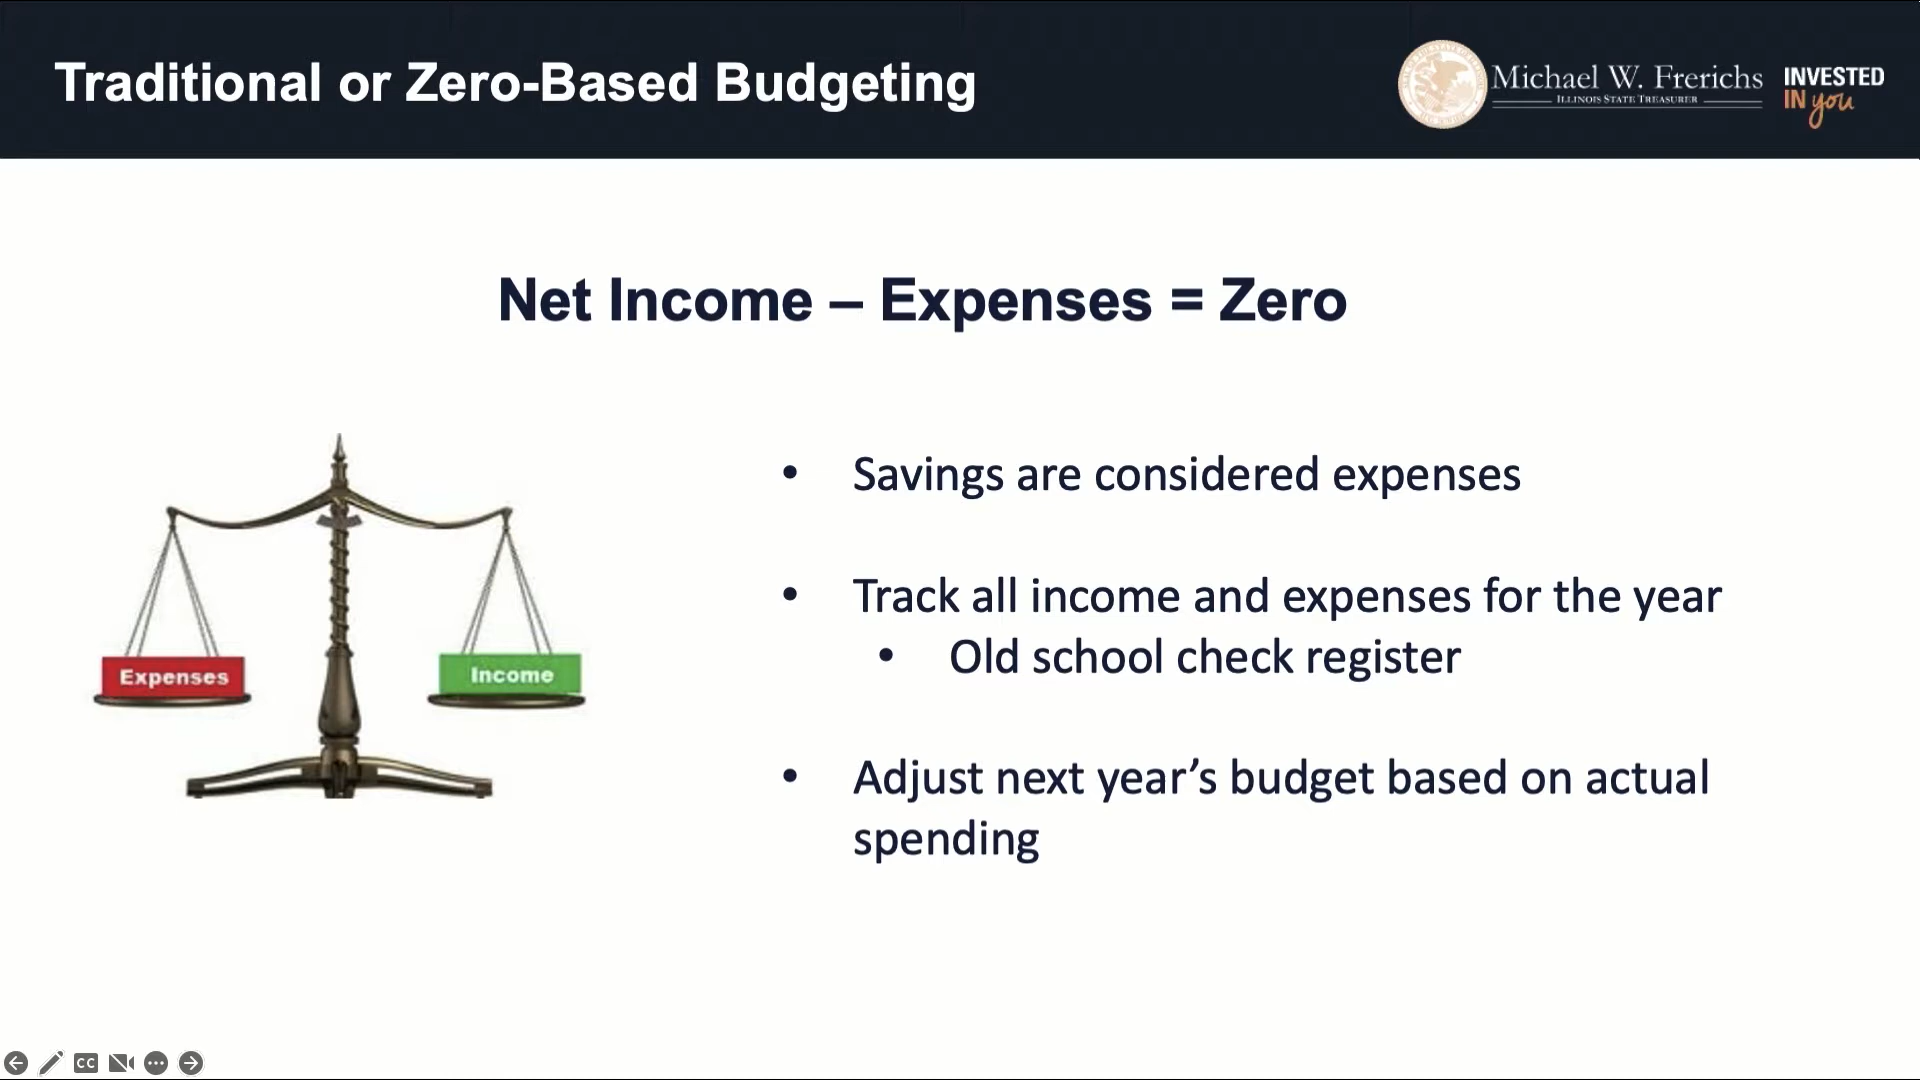 Traditional or Zero-Based Budgeting
Michael W. Frerichs
ILLINOIS STATE TREASURER
INVESTED
IN you
Net Income – Expenses = Zero
Expenses
Income
• Savings are considered expenses
• Track all income and expenses for the year
• Old school check register
• Adjust next year’s budget based on actual
spending
CC